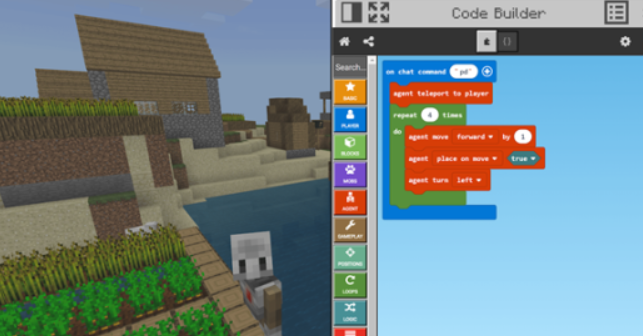 Code Builder
Search...
BASIC
PLAYER
BLOCKS
MOBS
AGENT
GAMEPLAY
POSITIONS
LOOPS
LOGIC
on chat command "pd"
agent teleport to player
repeat 4 times
do
agent move forward by 1
agent place on move true
agent turn left